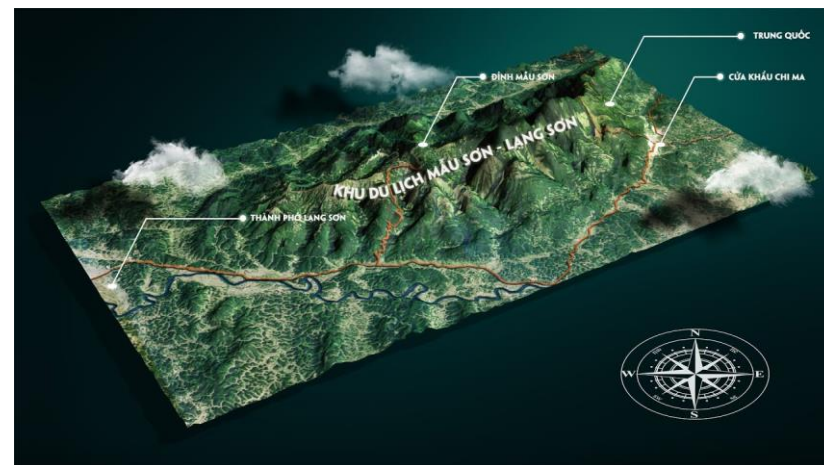 TRUNG QUỐC
ĐỈNH MẪU SƠN
CỬA KHẨU CHI MA
KHU DU LỊCH MẪU SƠN - LẠNG SƠN
THÀNH PHỐ LẠNG SƠN
N
W
E
S